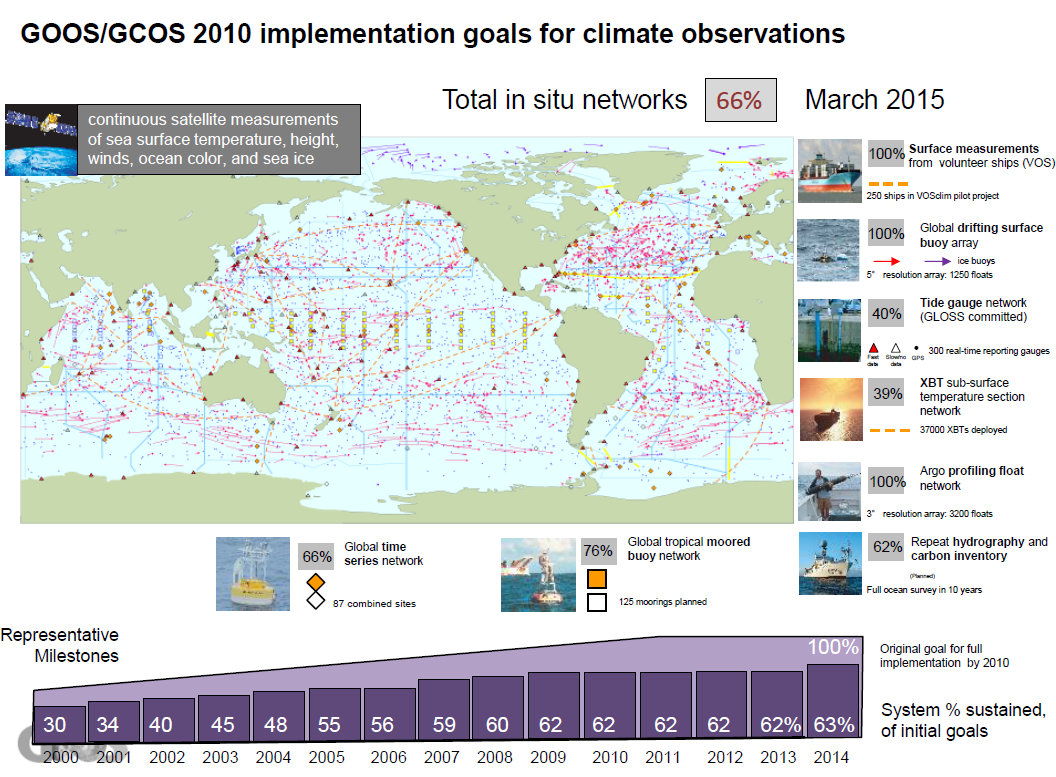 GOOS/GCOS 2010 implementation goals for climate observations
Total in situ networks 66% March 2015
continuous satellite measurements
of sea surface temperature, height,
winds, ocean color, and sea ice
100% Surface measurements
from volunteer ships (VOS)
250 ships in VOSclim pilot project
100% Global drifting surface
buoy array
ice buoys
5° resolution array: 1250 floats
40% Tide gauge network
(GLOSS committed)
Fast
data
Slow/no
data
GPS
300 real-time reporting gauges
39% XBT sub-surface
temperature section
network
37000 XBTs deployed
100% Argo profiling float
network
3° resolution array: 3200 floats
62% Repeat hydrography and
carbon inventory
(Planned)
Full ocean survey in 10 years
66% Global time
series network
87 combined sites
76% Global tropical moored
buoy network
125 moorings planned
Representative
Milestones
100%
Original goal for full
implementation by 2010
30 34 40 45 48 55 56 59 60 62 62 62 62 62% 63%
System % sustained,
of initial goals
2000 2001 2002 2003 2004 2005 2006 2007 2008 2009 2010 2011 2012 2013 2014